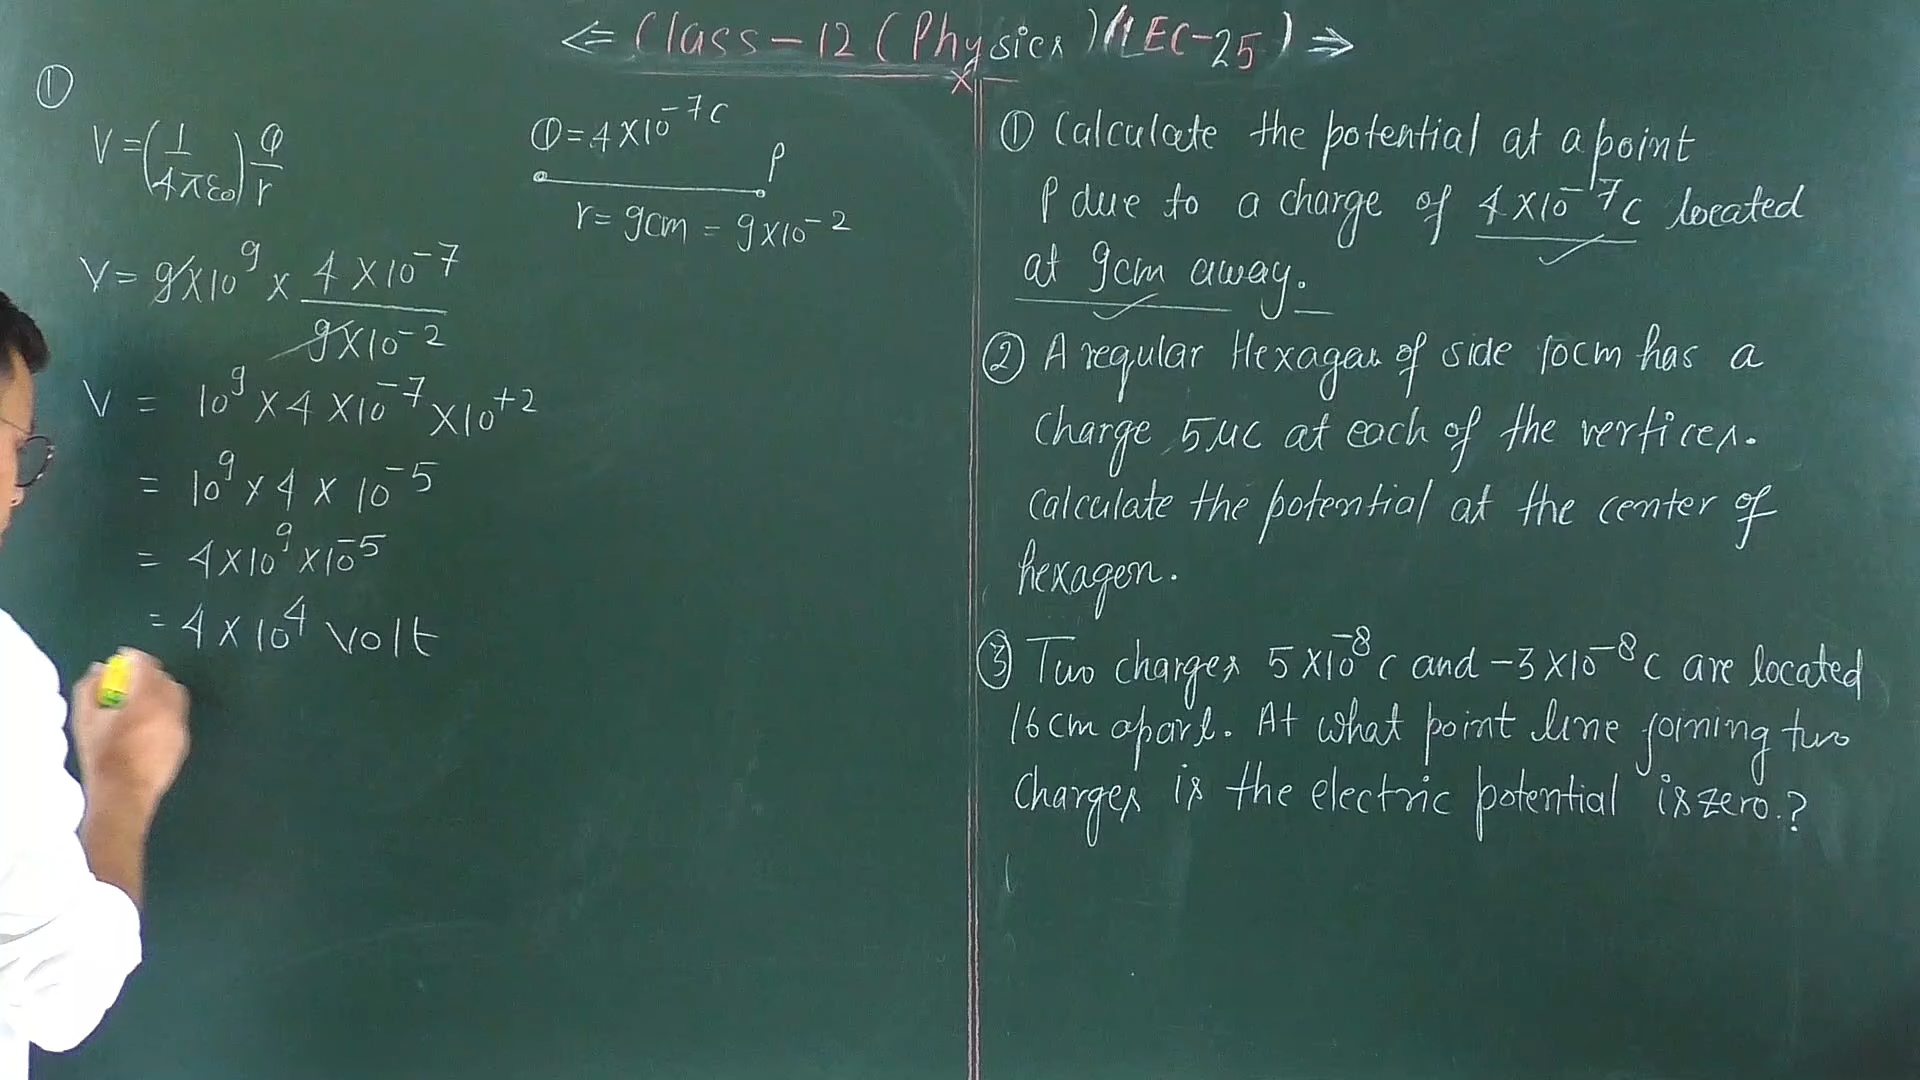 ⇐ Class-12 (Physics) (LEC-25) ⇒
①
V = (1/4πε₀) Q/r
Q = 4×10⁻⁷ C
P
r = 9cm = 9×10⁻²
V = 9×10⁹ × 4×10⁻⁷ / 9×10⁻²
V = 10⁹ × 4 × 10⁻⁷ × 10⁺²
= 10⁹ × 4 × 10⁻⁵
= 4×10⁹ × 10⁻⁵
= 4×10⁴ volt
① Calculate the potential at a point
P due to a charge of 4×10⁻⁷ C located
at 9cm away.
② A regular Hexagon of side 10cm has a
charge 5μC at each of the vertices.
Calculate the potential at the center of
hexagon.
③ Two charges 5×10⁻⁸ C and -3×10⁻⁸ C are located
16cm apart. At what point line joining two
charges is the electric potential is zero.?